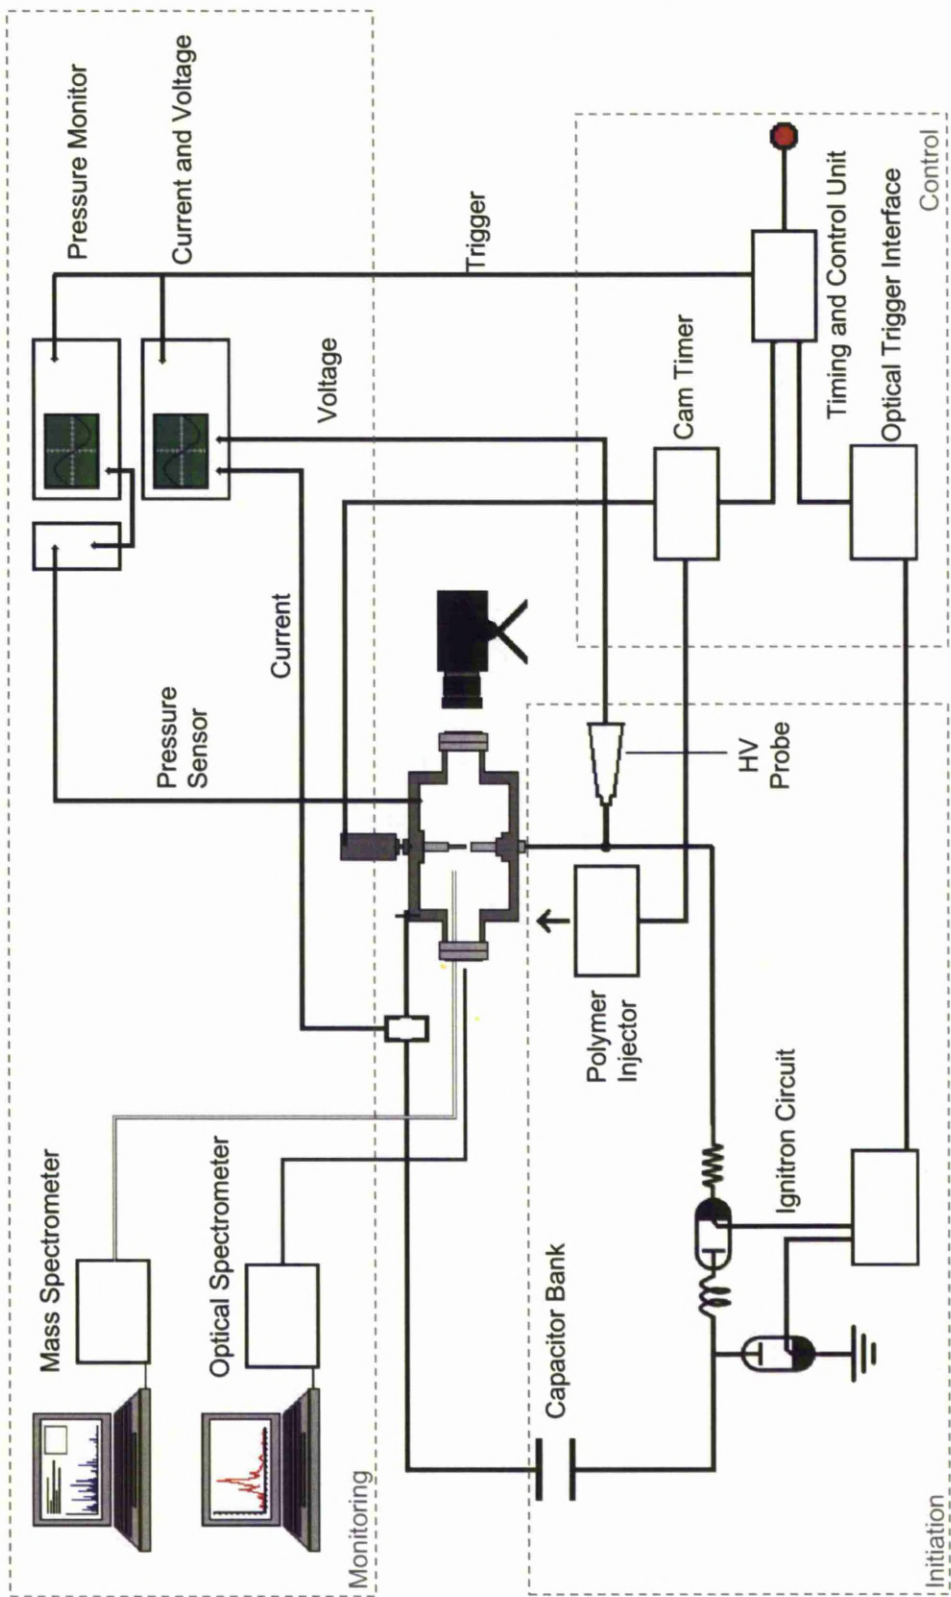 Mass Spectrometer
Optical Spectrometer
Monitoring
Pressure
Sensor
Current
Pressure Monitor
Current and Voltage
Voltage
Trigger
Capacitor Bank
Ignitron Circuit
Polymer
Injector
HV
Probe
Initiation
Cam Timer
Timing and Control Unit
Optical Trigger Interface
Control